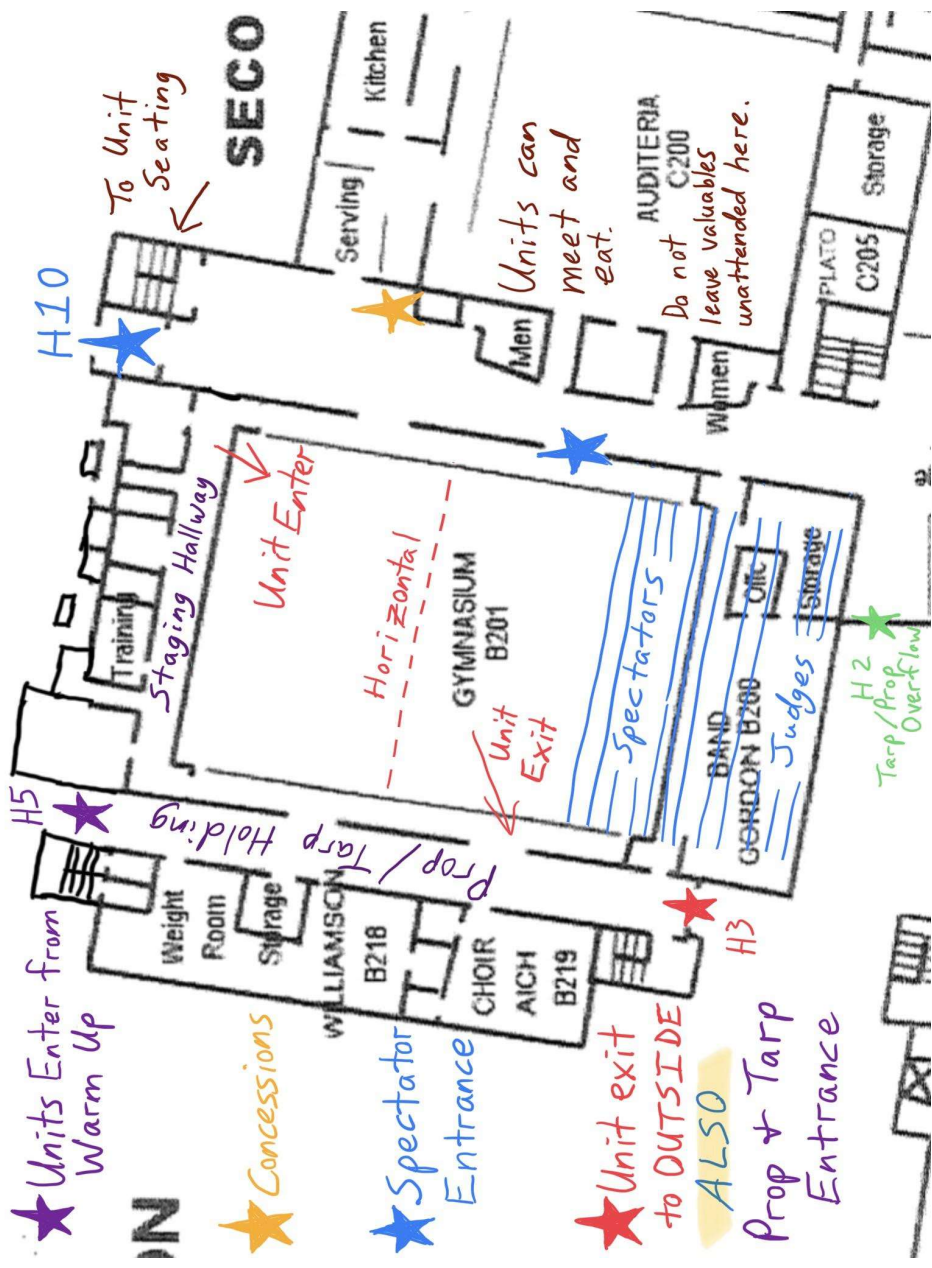 SECO
To Unit
Seating
H10
Kitchen
Serving
Units can
meet and
eat.
AUDITERIA
C200
Do not
leave valuables
unattended here.
Storage
PLATO
C205
Men
Women
Unit Enter
Staging Hallway
Training
Horizontal
GYMNASIUM
B201
Spectators
Unit
Exit
Offc
Storage
BAND
GORDON B200
Judges
H2
Tarp/Prop
Overflow
H5
Prop/Tarp Holding
Weight
Room
Storage
WILLIAMSON
B218
CHOIR
AICH
B219
H3
Units Enter from
Warm Up
Concessions
Spectator
Entrance
Unit exit
to OUTSIDE
ALSO
Prop & Tarp
Entrance
ON